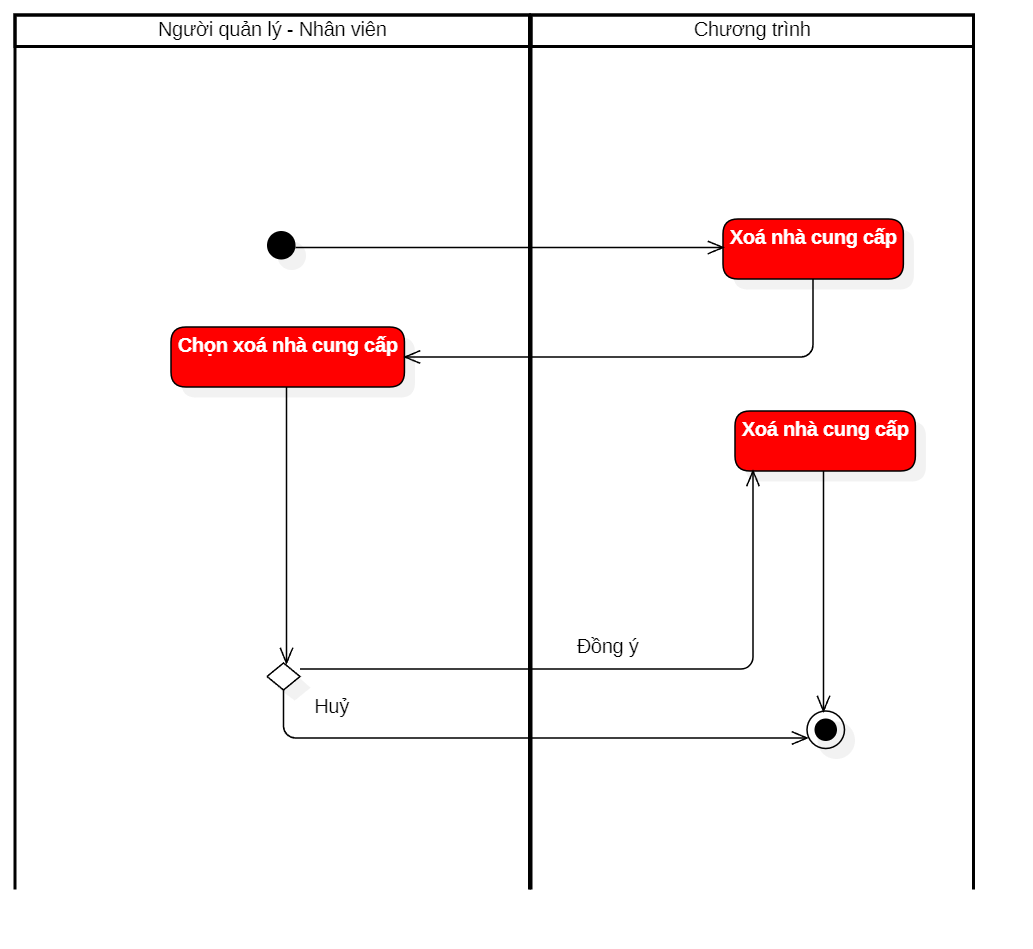 Người quản lý - Nhân viên
Chương trình
Xoá nhà cung cấp
Chọn xoá nhà cung cấp
Xoá nhà cung cấp
Đồng ý
Huỷ